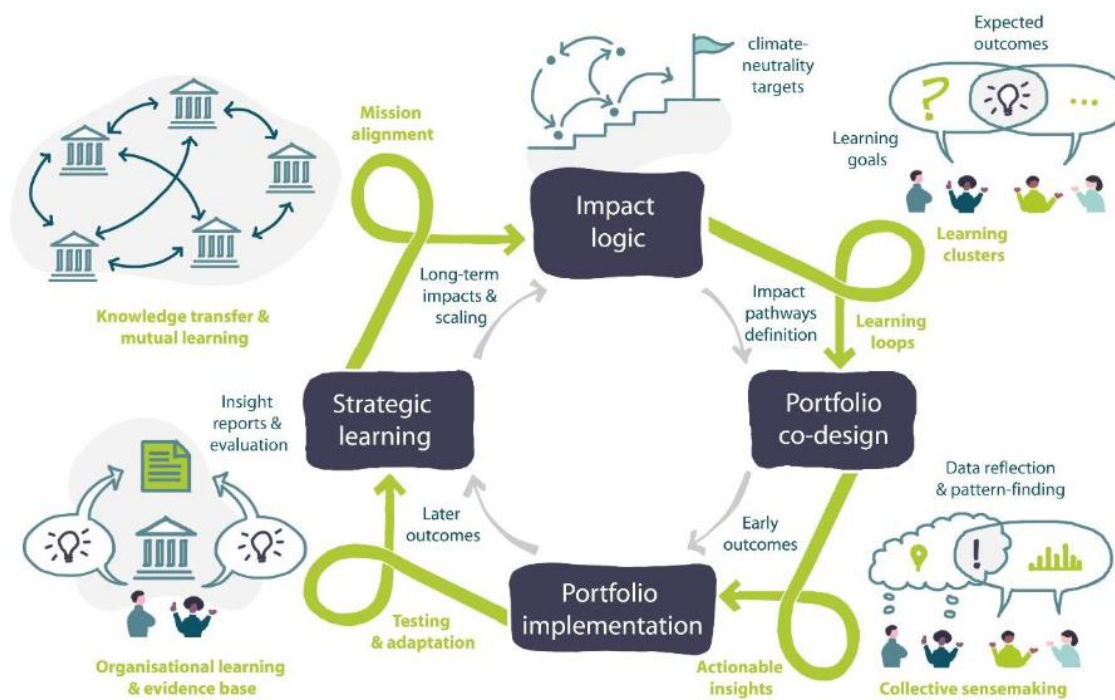 Expected
outcomes
climate-
neutrality
targets
Mission
alignment
Learning
goals
Impact
logic
Learning
clusters
Long-term
impacts &
scaling
Impact
pathways
definition
Learning
loops
Knowledge transfer &
mutual learning
Insight
reports &
evaluation
Strategic
learning
Portfolio
co-design
Data reflection
& pattern-finding
Later
outcomes
Early
outcomes
!
Portfolio
implementation
Testing
& adaptation
Actionable
insights
Organisational learning
& evidence base
Collective sensemaking
?
...